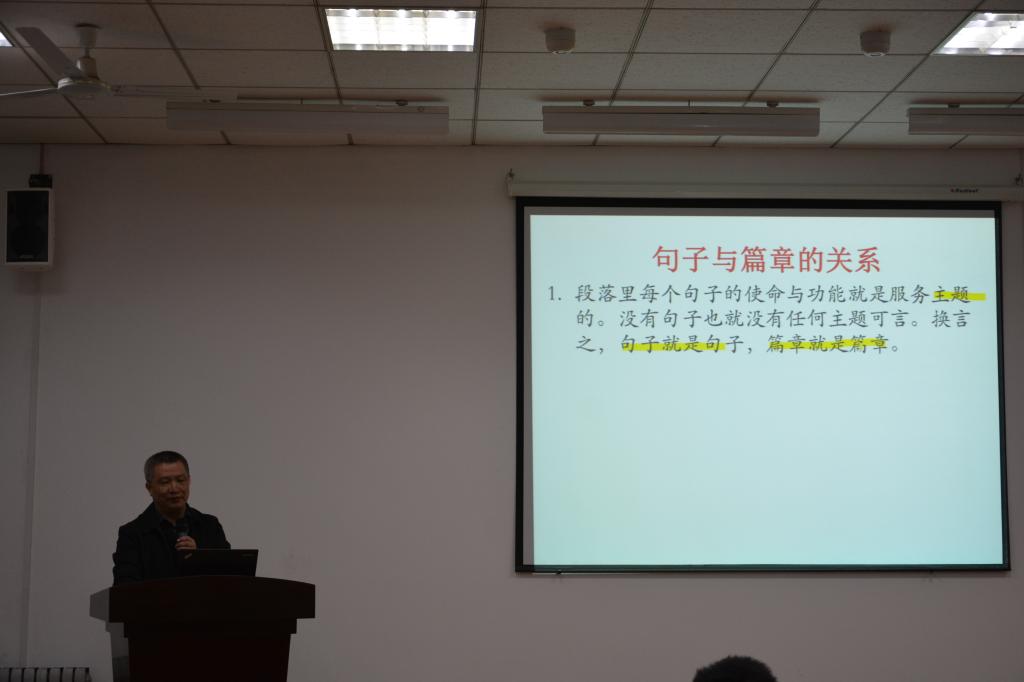 句子与篇章的关系
1. 段落里每个句子的使命与功能就是服务主题
的。没有句子也就没有任何主题可言。换言
之，句子就是句子，篇章就是篇章。